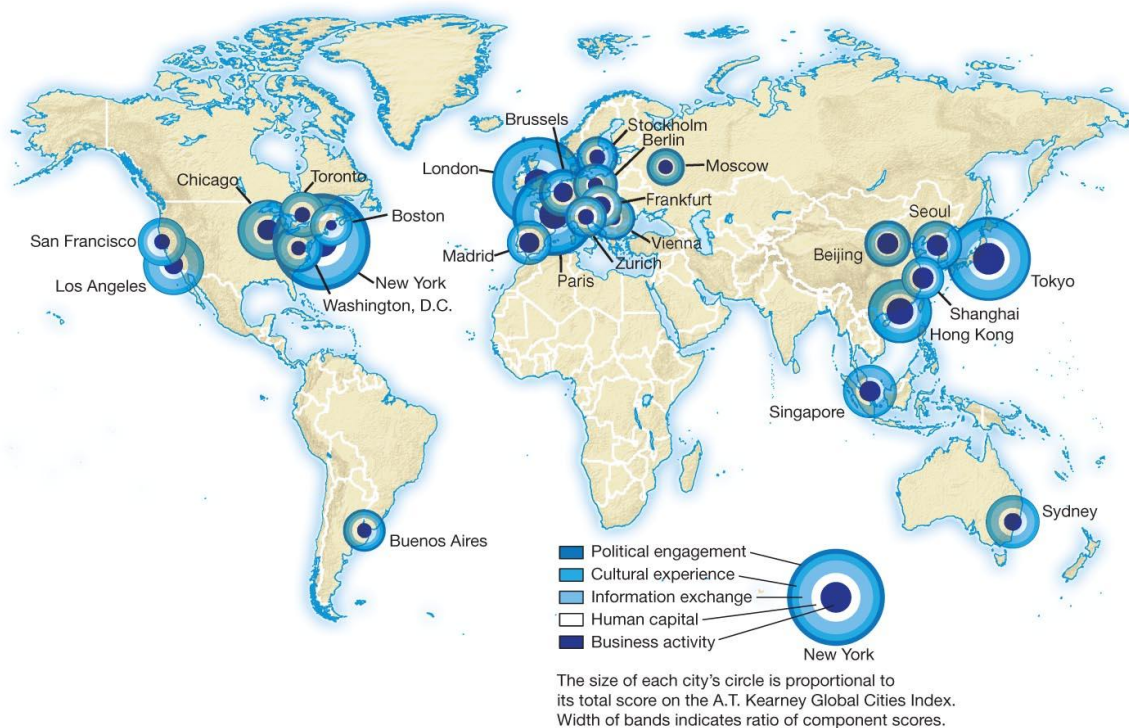 Brussels
Stockholm
Berlin
London
Moscow
Chicago
Toronto
Frankfurt
Boston
Seoul
San Francisco
Madrid
Vienna
Beijing
Zurich
Los Angeles
New York
Paris
Tokyo
Washington, D.C.
Shanghai
Hong Kong
Singapore
Sydney
Buenos Aires
Political engagement
Cultural experience
Information exchange
Human capital
Business activity
New York
The size of each city's circle is proportional to
its total score on the A.T. Kearney Global Cities Index.
Width of bands indicates ratio of component scores.